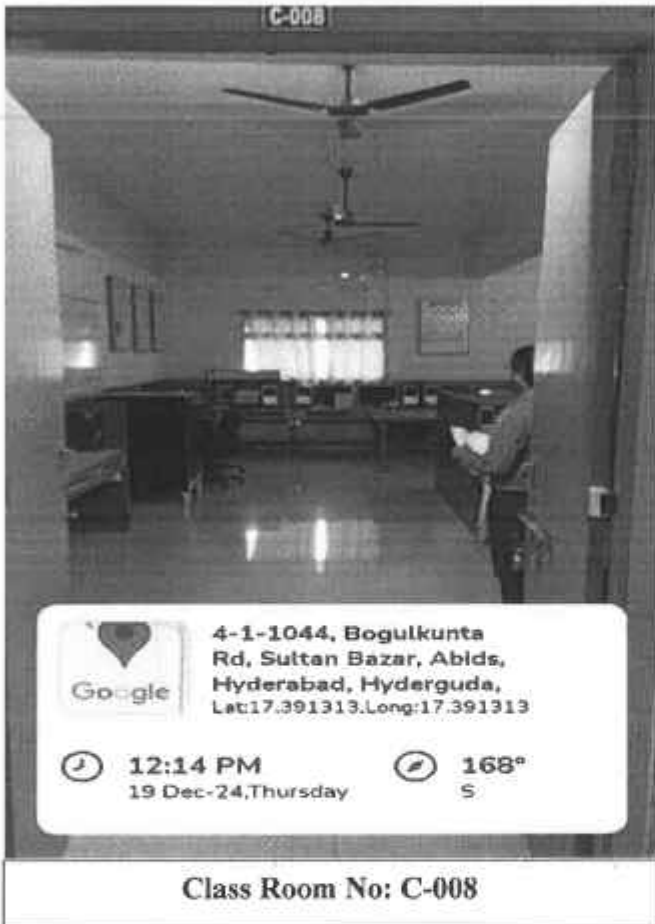 C-008
Google
4-1-1044, Bogulkunta
Rd, Sultan Bazar, Abids,
Hyderabad, Hyderguda,
Lat:17.391313.Long:17.391313
12:14 PM
19 Dec-24,Thursday
168°
S
Class Room No: C-008